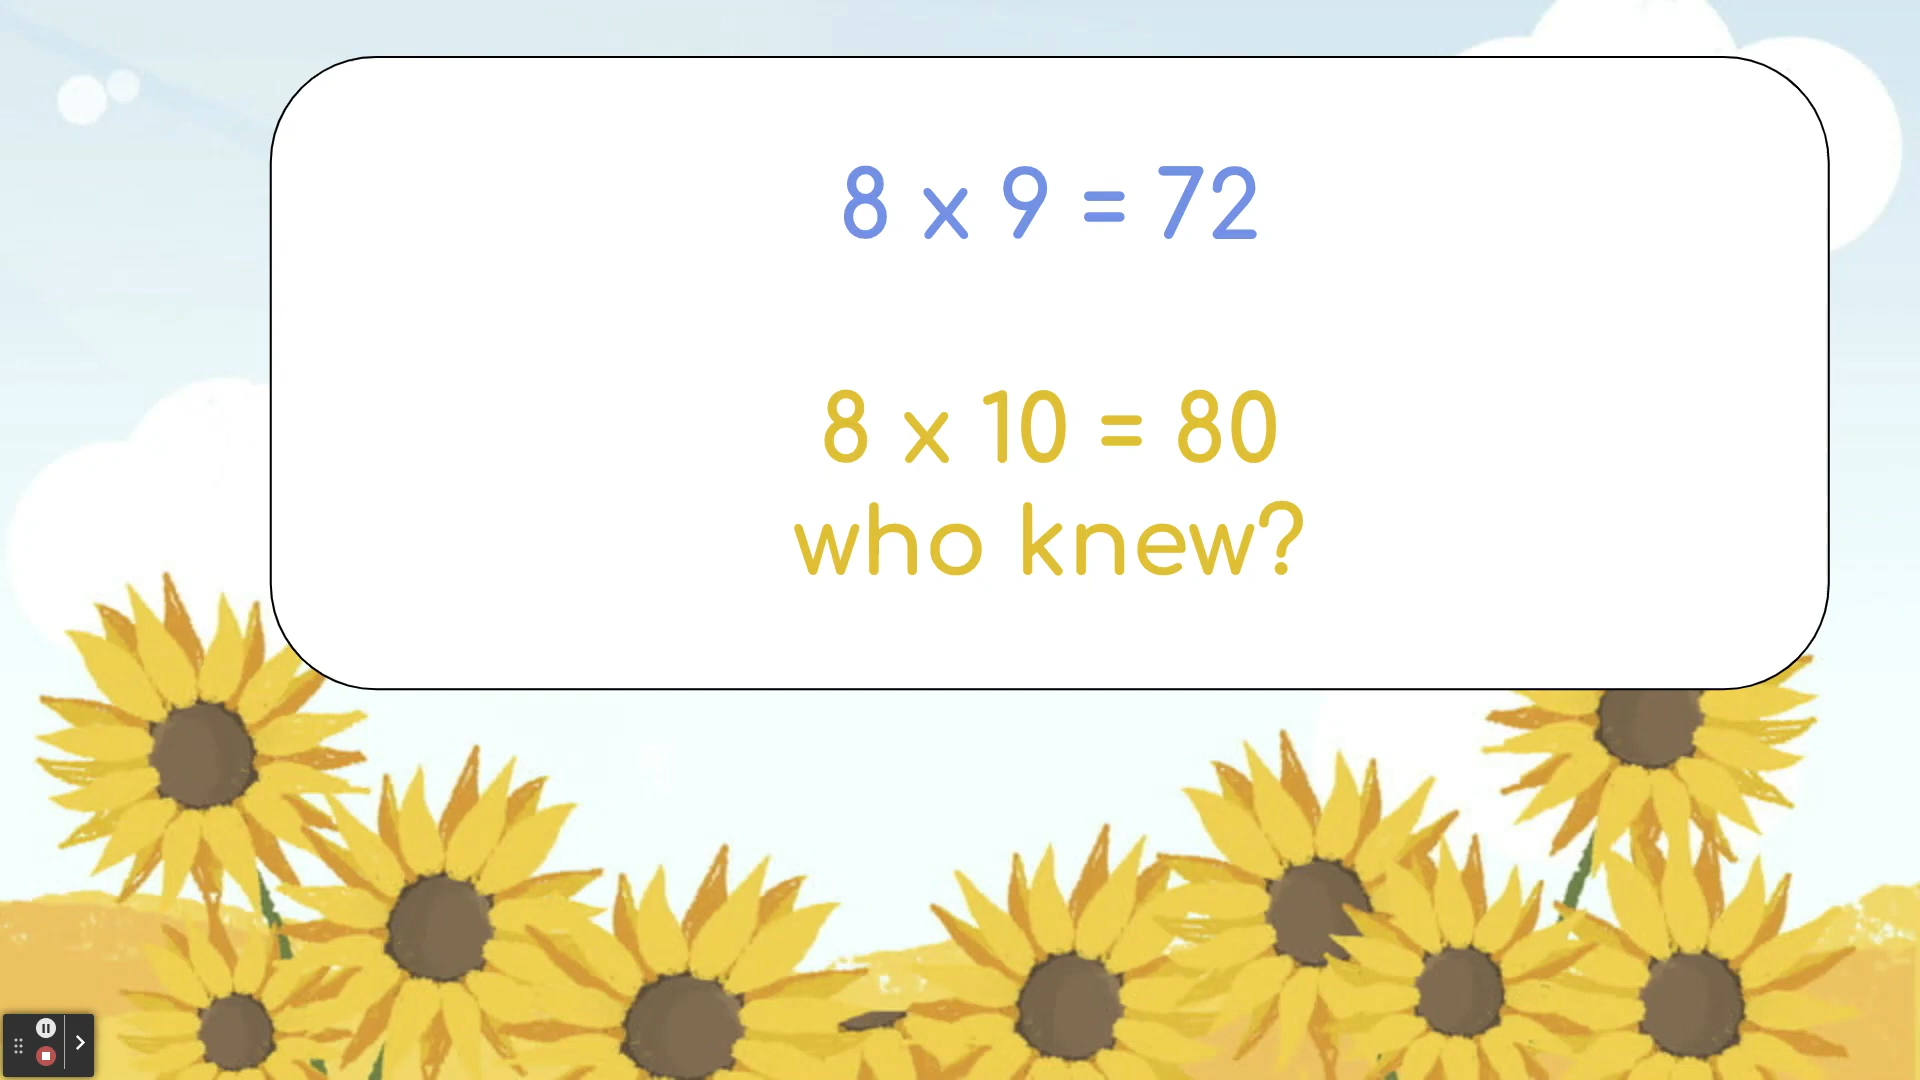 8 x 9 = 72
8 x 10 = 80
who knew?